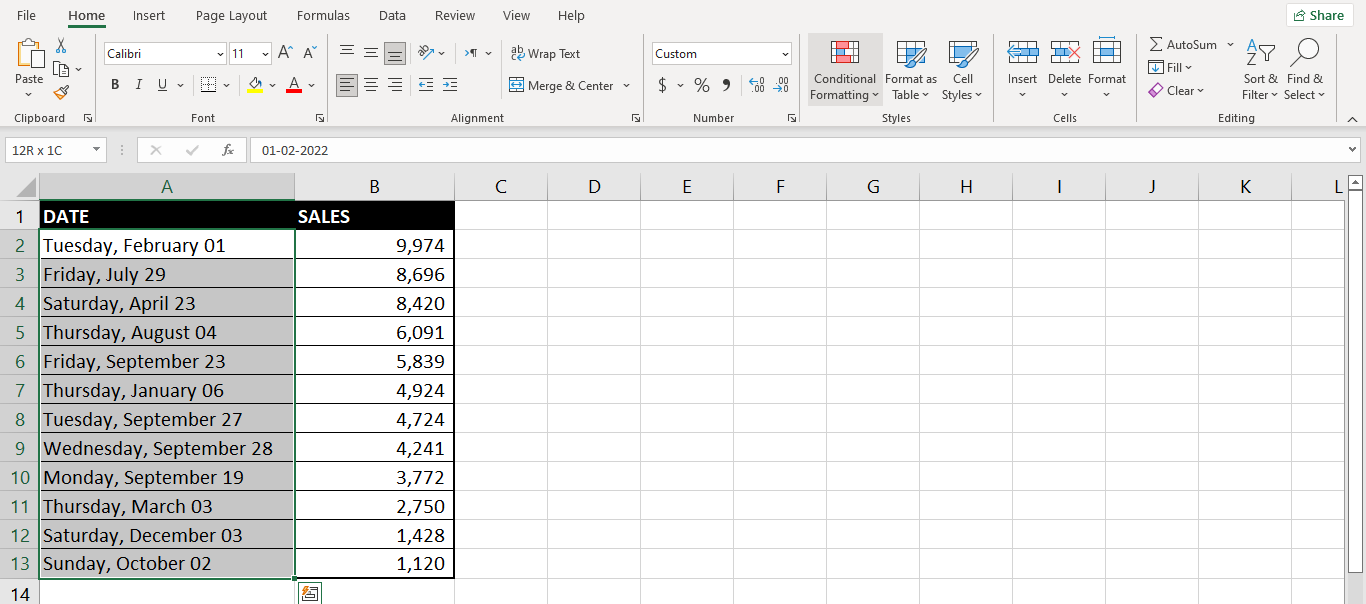 File Home Insert Page Layout Formulas Data Review View Help Share
Paste
Clipboard
Calibri 11 A A
B I U A
Font
ab Wrap Text
Merge & Center
Alignment
Custom
$ % 9 .00 .00
Number
Conditional Formatting
Format as Table
Cell Styles
Styles
Insert Delete Format
Cells
AutoSum
Fill
Clear
Sort & Filter
Find & Select
Editing
12R x 1C fx 01-02-2022
A B C D E F G H I J K L
1 DATE SALES
2 Tuesday, February 01 9,974
3 Friday, July 29 8,696
4 Saturday, April 23 8,420
5 Thursday, August 04 6,091
6 Friday, September 23 5,839
7 Thursday, January 06 4,924
8 Tuesday, September 27 4,724
9 Wednesday, September 28 4,241
10 Monday, September 19 3,772
11 Thursday, March 03 2,750
12 Saturday, December 03 1,428
13 Sunday, October 02 1,120
14